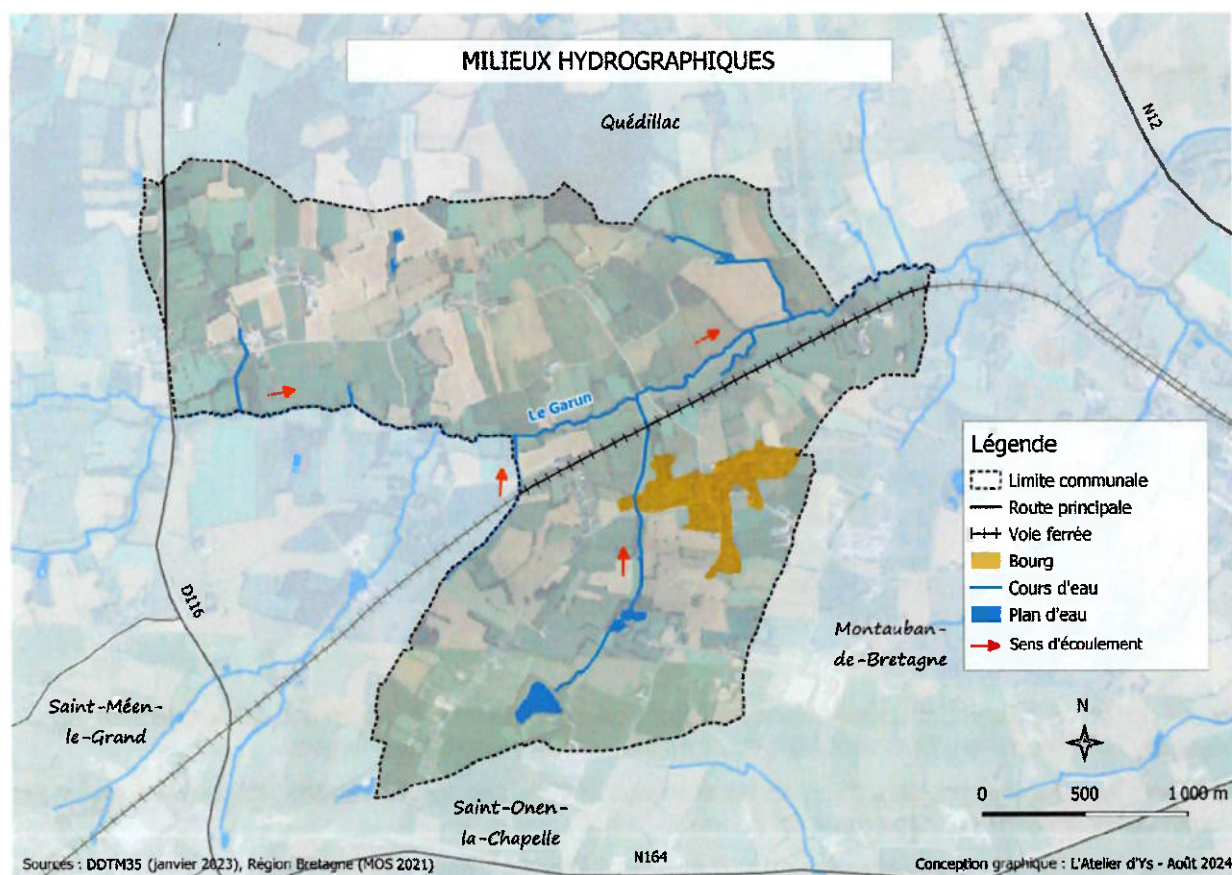 MILIEUX HYDROGRAPHIQUES
Quédillac
N12
Le Garun
D116
Légende
Limite communale
Route principale
Voie ferrée
Bourg
Cours d'eau
Plan d'eau
Sens d'écoulement
Montauban-
de-Bretagne
Saint-Méen-
le-Grand
N
0 500 1 000 m
Saint-Onen-
la-Chapelle
N164
Sources : DDTM35 (janvier 2023), Région Bretagne (MOS 2021)
Conception graphique : L'Atelier d'Ys - Août 2024